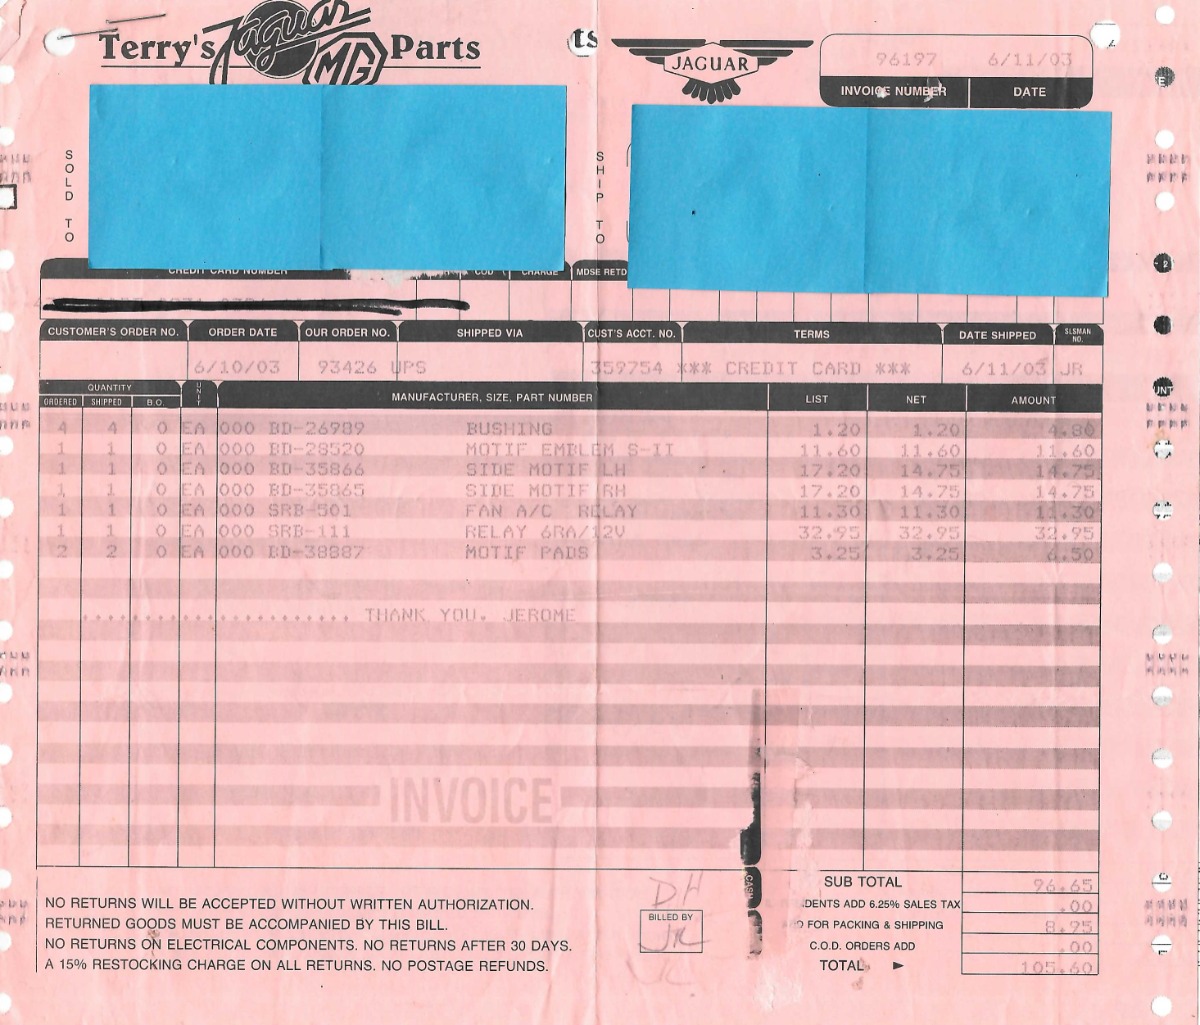 Terry's Jaguar MG Parts
ts
JAGUAR
96197 6/11/03
INVOICE NUMBER DATE
SOLD TO
SHIP TO
CREDIT CARD NUMBER COD CHARGE MDSE RETD
CUSTOMER'S ORDER NO. ORDER DATE OUR ORDER NO. SHIPPED VIA CUST'S ACCT. NO. TERMS DATE SHIPPED SLSMAN NO.
6/10/03 93426 UPS 359754 *** CREDIT CARD *** 6/11/03 JR
QUANTITY UNIT MANUFACTURER, SIZE, PART NUMBER LIST NET AMOUNT
ORDERED SHIPPED B.O.
4 4 0 EA 000 BD-26989 BUSHING 1.20 1.20 4.80
1 1 0 EA 000 BD-28520 MOTIF EMBLEM S-II 11.60 11.60 11.60
1 1 0 EA 000 BD-35866 SIDE MOTIF LH 17.20 14.75 14.75
1 1 0 EA 000 BD-35865 SIDE MOTIF RH 17.20 14.75 14.75
1 1 0 EA 000 SRB-501 FAN A/C RELAY 11.30 11.30 11.30
1 1 0 EA 000 SRB-111 RELAY 6RA/12V 32.95 32.95 32.95
2 2 0 EA 000 BD-38887 MOTIF PADS 3.25 3.25 6.50
...................... THANK YOU, JEROME
INVOICE
CASH
SUB TOTAL 96.65
DENTS ADD 6.25% SALES TAX .00
D FOR PACKING & SHIPPING 8.95
C.O.D. ORDERS ADD .00
TOTAL ► 105.60
NO RETURNS WILL BE ACCEPTED WITHOUT WRITTEN AUTHORIZATION.
RETURNED GOODS MUST BE ACCOMPANIED BY THIS BILL.
NO RETURNS ON ELECTRICAL COMPONENTS. NO RETURNS AFTER 30 DAYS.
A 15% RESTOCKING CHARGE ON ALL RETURNS. NO POSTAGE REFUNDS.
DH
BILLED BY
JR